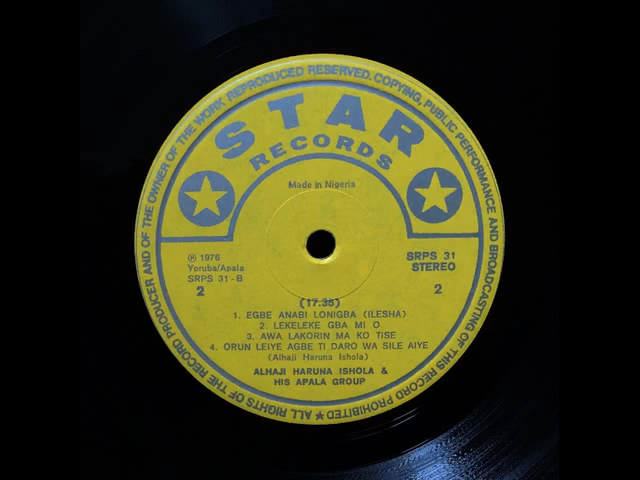 ALL RIGHTS OF THE RECORD PRODUCER AND OF THE OWNER OF THE WORK REPRODUCED RESERVED. COPYING, PUBLIC PERFORMANCE AND BROADCASTING OF THIS RECORD PROHIBITED ★
STAR
RECORDS
Made in Nigeria
℗ 1976
Yoruba/Apala
SRPS 31-B
2
SRPS 31
STEREO
2
(17.35)
1. EGBE ANABI LONIGBA (ILESHA)
2. LEKELEKE GBA MI O
3. AWA LAKORIN MA KO TISE
4. ORUN LEIYE AGBE TI DARO WA SILE AIYE
(Alhaji Haruna Ishola)
ALHAJI HARUNA ISHOLA &
HIS APALA GROUP